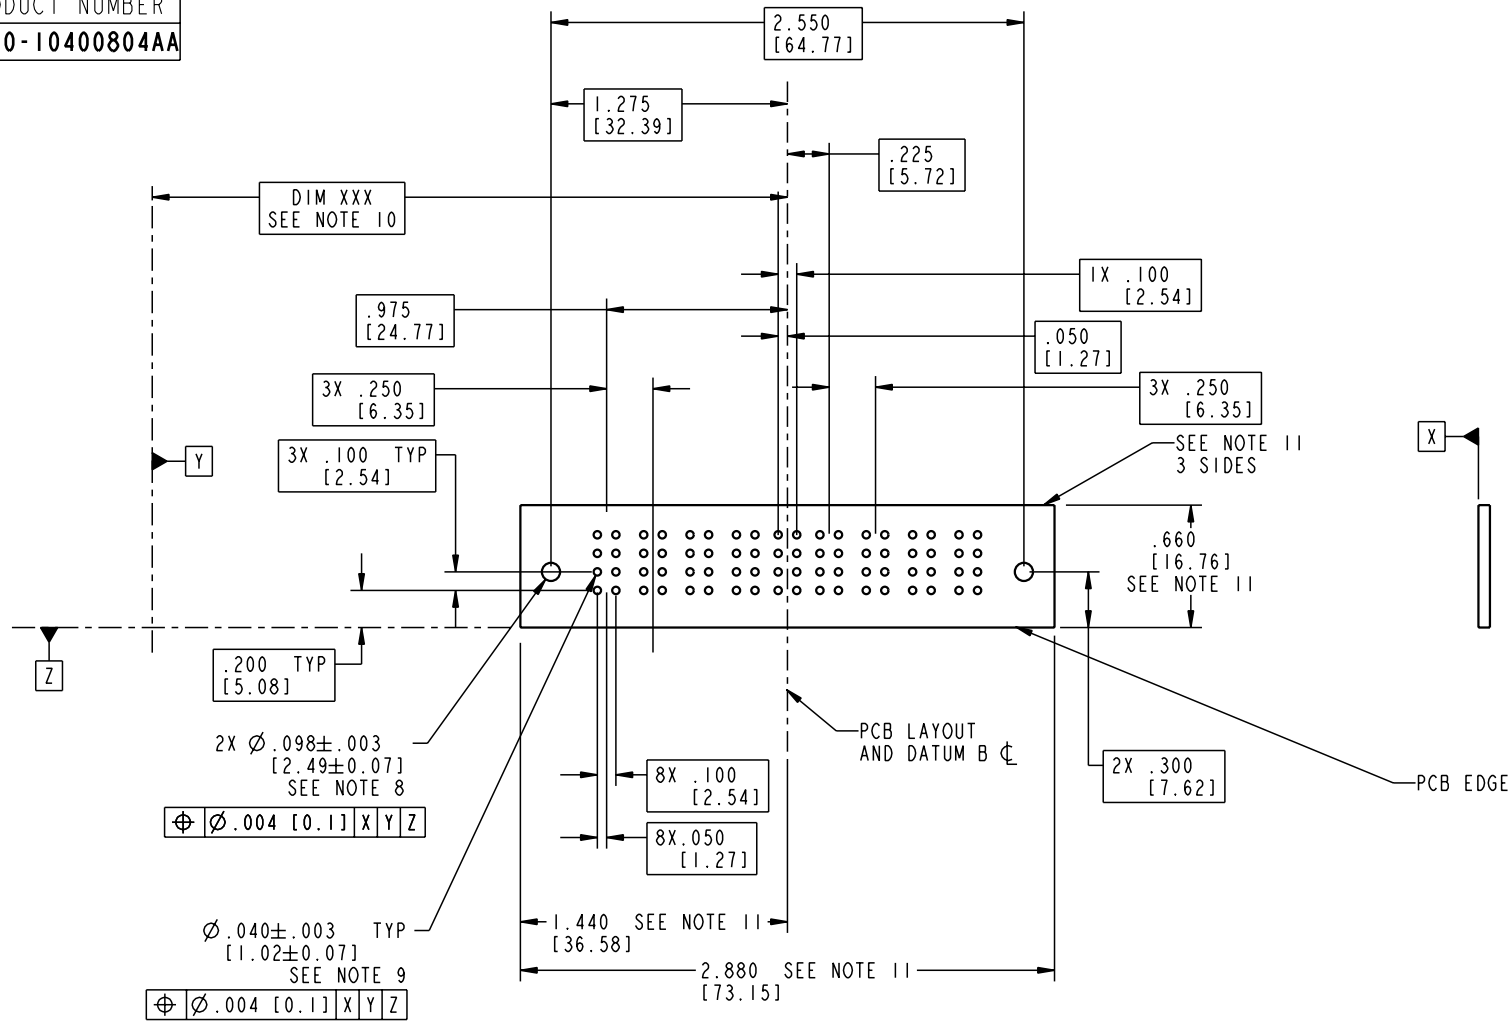 ODUCT NUMBER
0-10400804AA
2.550
[64.77]
1.275
[32.39]
.225
[5.72]
DIM XXX
SEE NOTE 10
1X .100
[2.54]
.975
[24.77]
.050
[1.27]
3X .250
[6.35]
3X .250
[6.35]
3X .100 TYP
[2.54]
SEE NOTE 11
3 SIDES
X
Y
.660
[16.76]
SEE NOTE 11
Z
.200 TYP
[5.08]
2X Ø.098±.003
[2.49±0.07]
SEE NOTE 8
⌖ Ø.004 [0.1] X Y Z
PCB LAYOUT
AND DATUM B ℄
2X .300
[7.62]
PCB EDGE
8X .100
[2.54]
8X.050
[1.27]
Ø.040±.003 TYP
[1.02±0.07]
SEE NOTE 9
⌖ Ø.004 [0.1] X Y Z
1.440 SEE NOTE 11
[36.58]
2.880 SEE NOTE 11
[73.15]